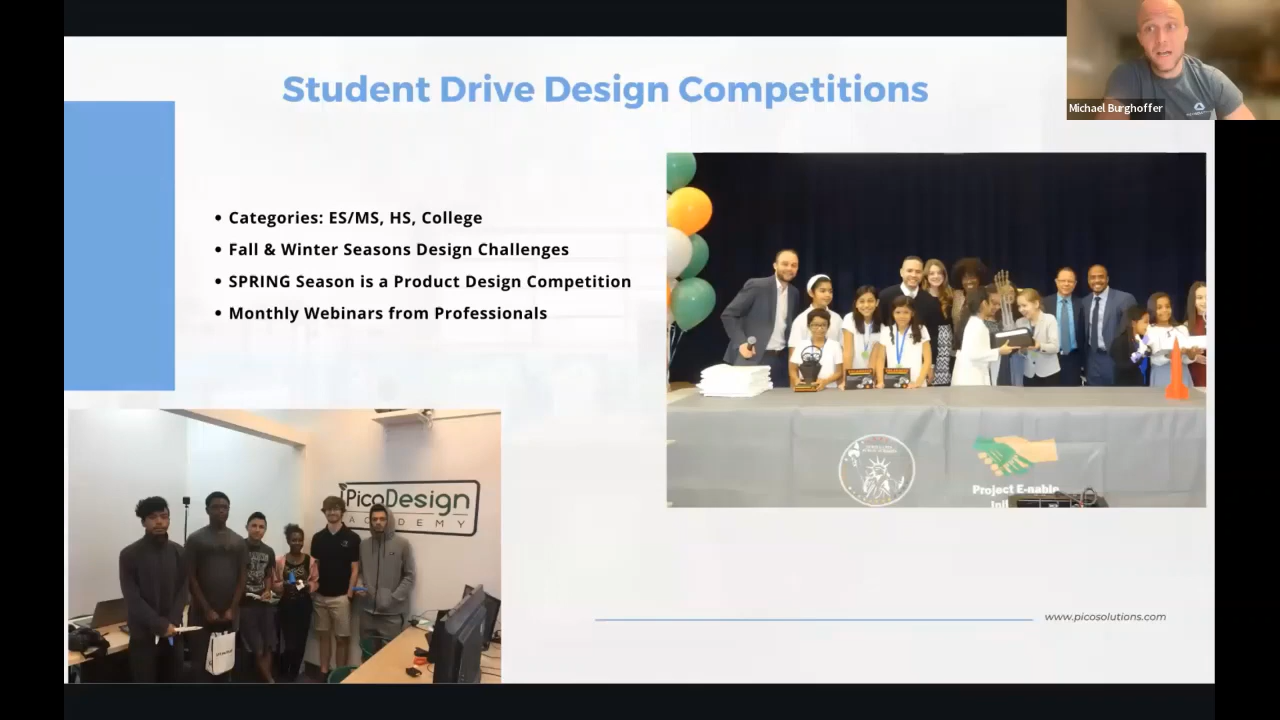 Student Drive Design Competitions
Michael Burghoffer
• Categories: ES/MS, HS, College
• Fall & Winter Seasons Design Challenges
• SPRING Season is a Product Design Competition
• Monthly Webinars from Professionals
Project E-nable
PicoDesign
ACADEMY
www.picosolutions.com